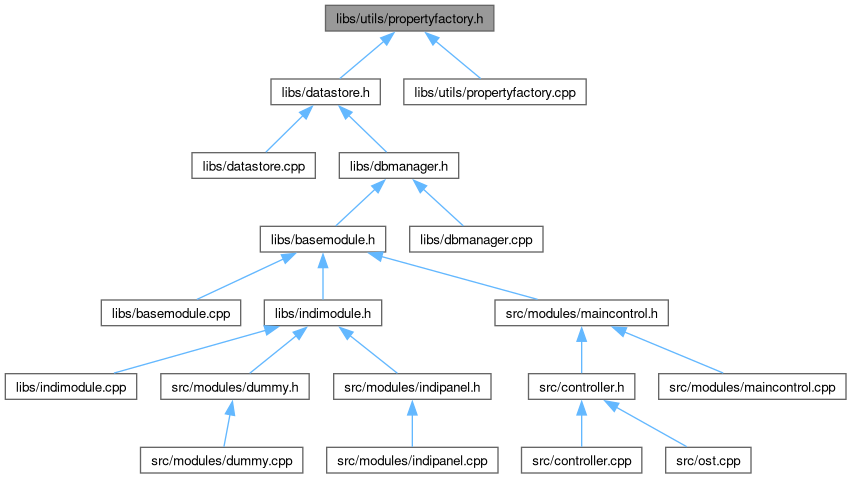 libs/utils/propertyfactory.h
libs/datastore.h
libs/utils/propertyfactory.cpp
libs/datastore.cpp
libs/dbmanager.h
libs/basemodule.h
libs/dbmanager.cpp
libs/basemodule.cpp
libs/indimodule.h
src/modules/maincontrol.h
libs/indimodule.cpp
src/modules/dummy.h
src/modules/indipanel.h
src/controller.h
src/modules/maincontrol.cpp
src/modules/dummy.cpp
src/modules/indipanel.cpp
src/controller.cpp
src/ost.cpp